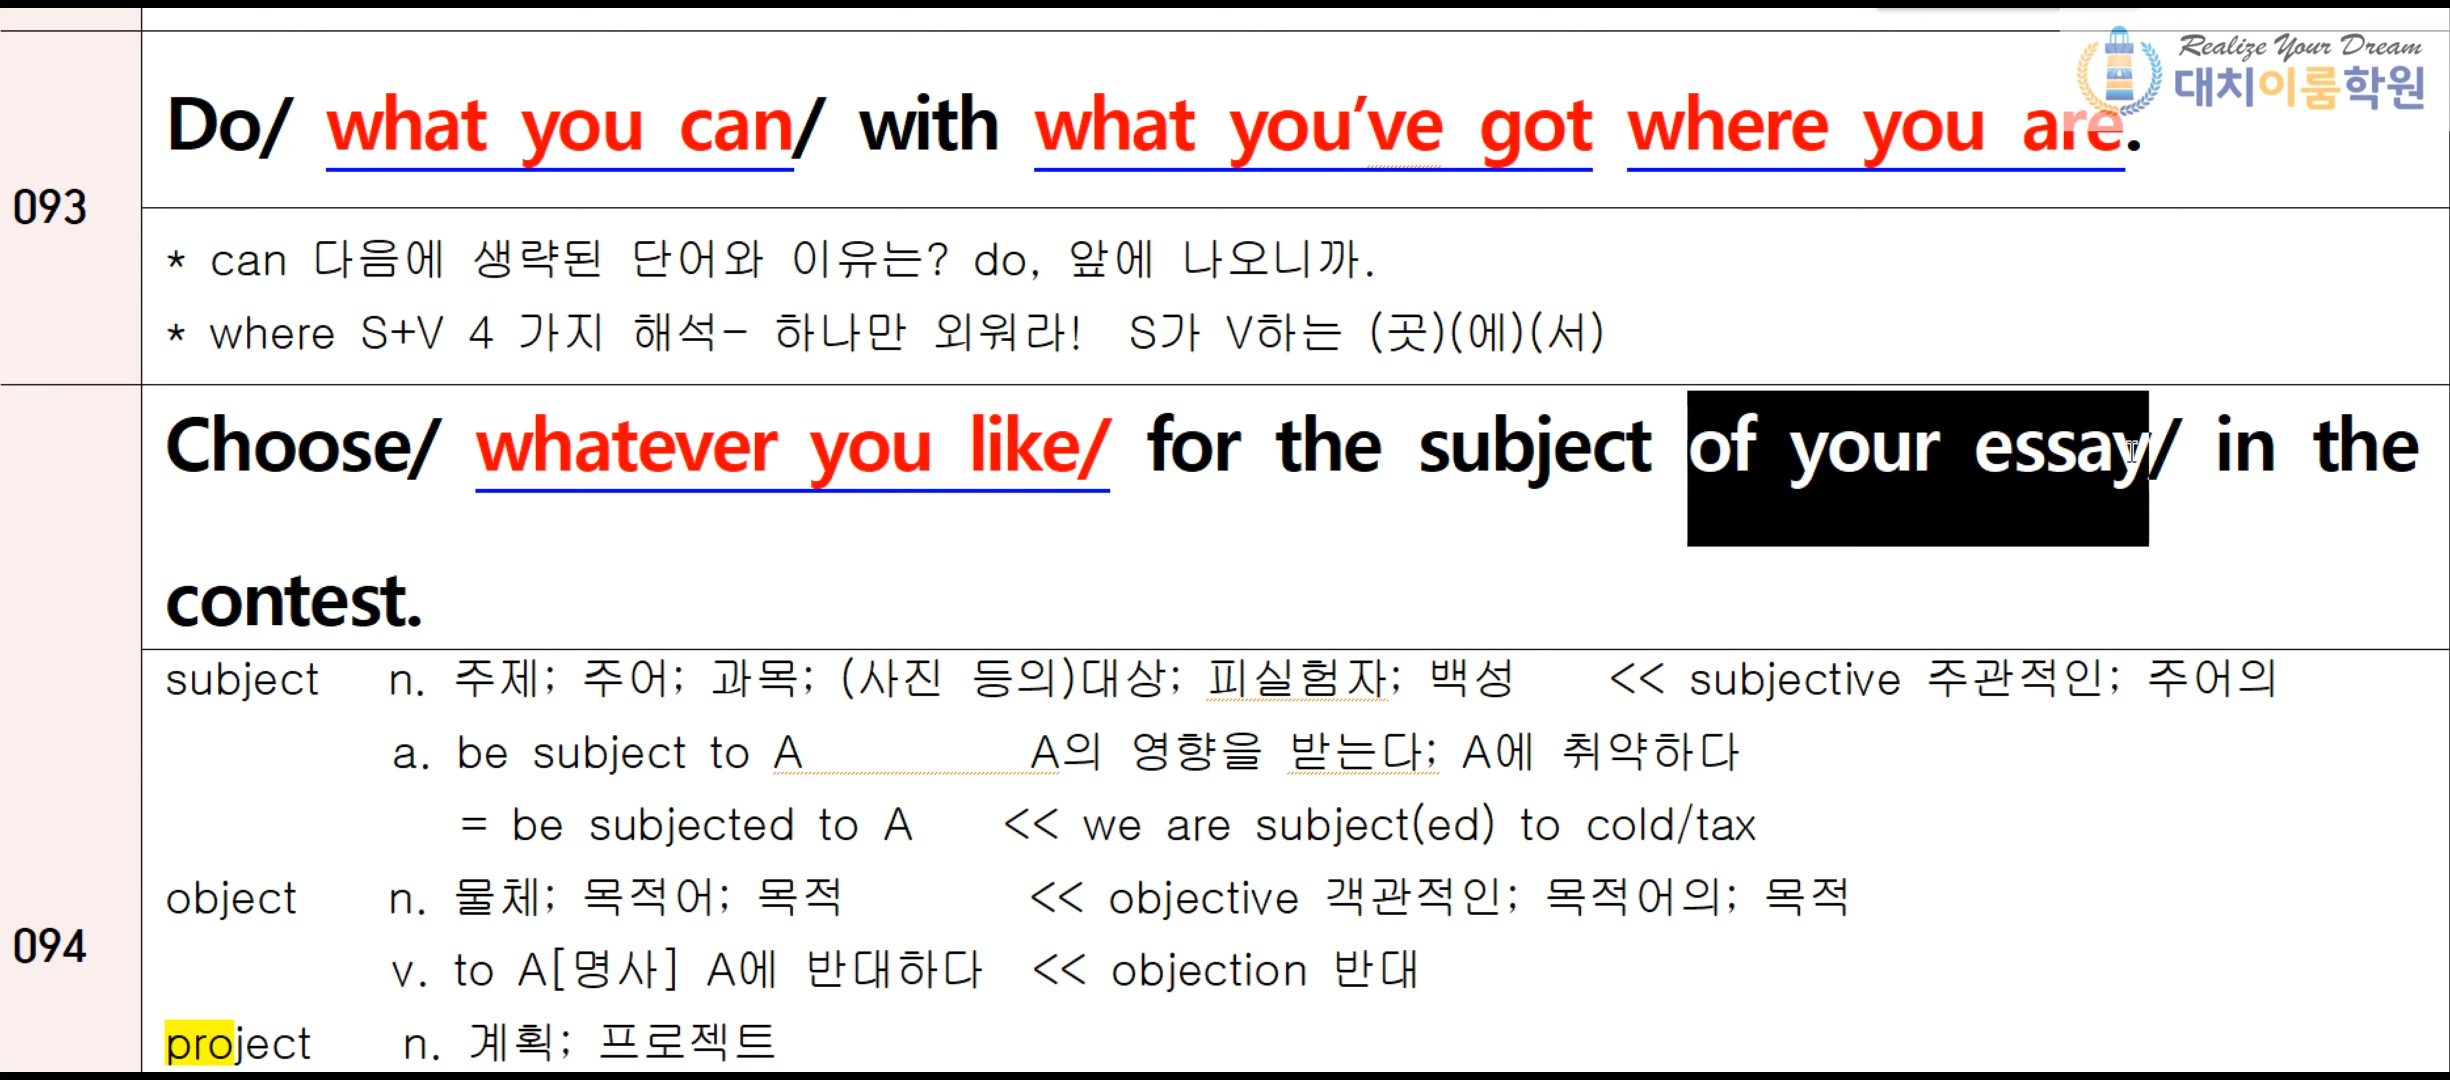 Realize Your Dream
대치이룸학원
Do/ what you can/ with what you've got where you are.
093
* can 다음에 생략된 단어와 이유는? do, 앞에 나오니까.
* where S+V 4 가지 해석- 하나만 외워라! S가 V하는 (곳)(에)(서)
Choose/ whatever you like/ for the subject of your essay/ in the
contest.
subject n. 주제; 주어; 과목; (사진 등의)대상; 피실험자; 백성 << subjective 주관적인; 주어의
a. be subject to A A의 영향을 받는다; A에 취약하다
= be subjected to A << we are subject(ed) to cold/tax
object n. 물체; 목적어; 목적 << objective 객관적인; 목적어의; 목적
094
v. to A[명사] A에 반대하다 << objection 반대
project n. 계획; 프로젝트